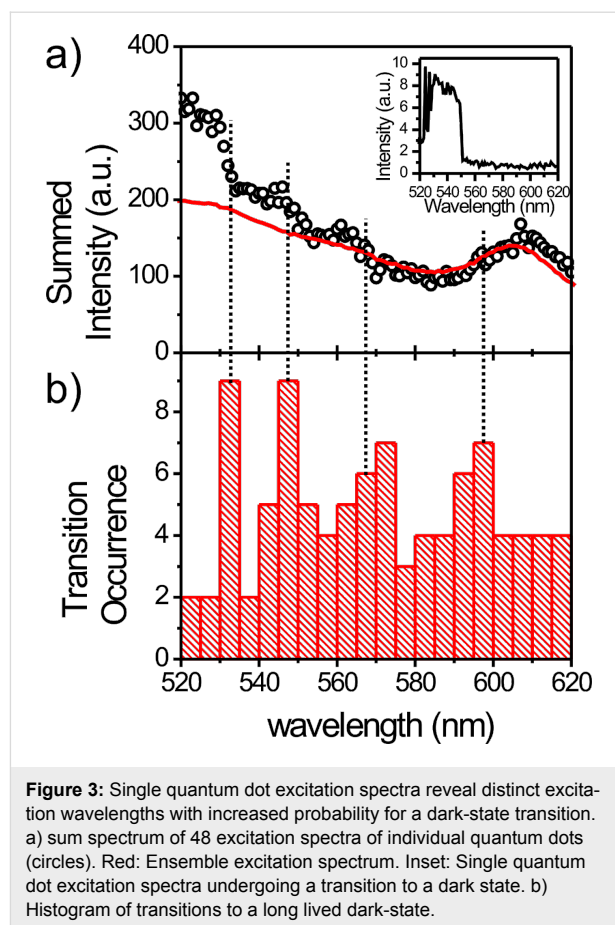 a)
400
300
200
100
0
Summed
Intensity (a.u.)
10
8
6
4
2
0
Intensity (a.u.)
520 540 560 580 600 620
Wavelength (nm)
b)
8
6
4
2
0
Transition
Occurrence
520 540 560 580 600 620
wavelength (nm)
Figure 3: Single quantum dot excitation spectra reveal distinct excita-
tion wavelengths with increased probability for a dark-state transition.
a) sum spectrum of 48 excitation spectra of individual quantum dots
(circles). Red: Ensemble excitation spectrum. Inset: Single quantum
dot excitation spectra undergoing a transition to a dark state. b)
Histogram of transitions to a long lived dark-state.